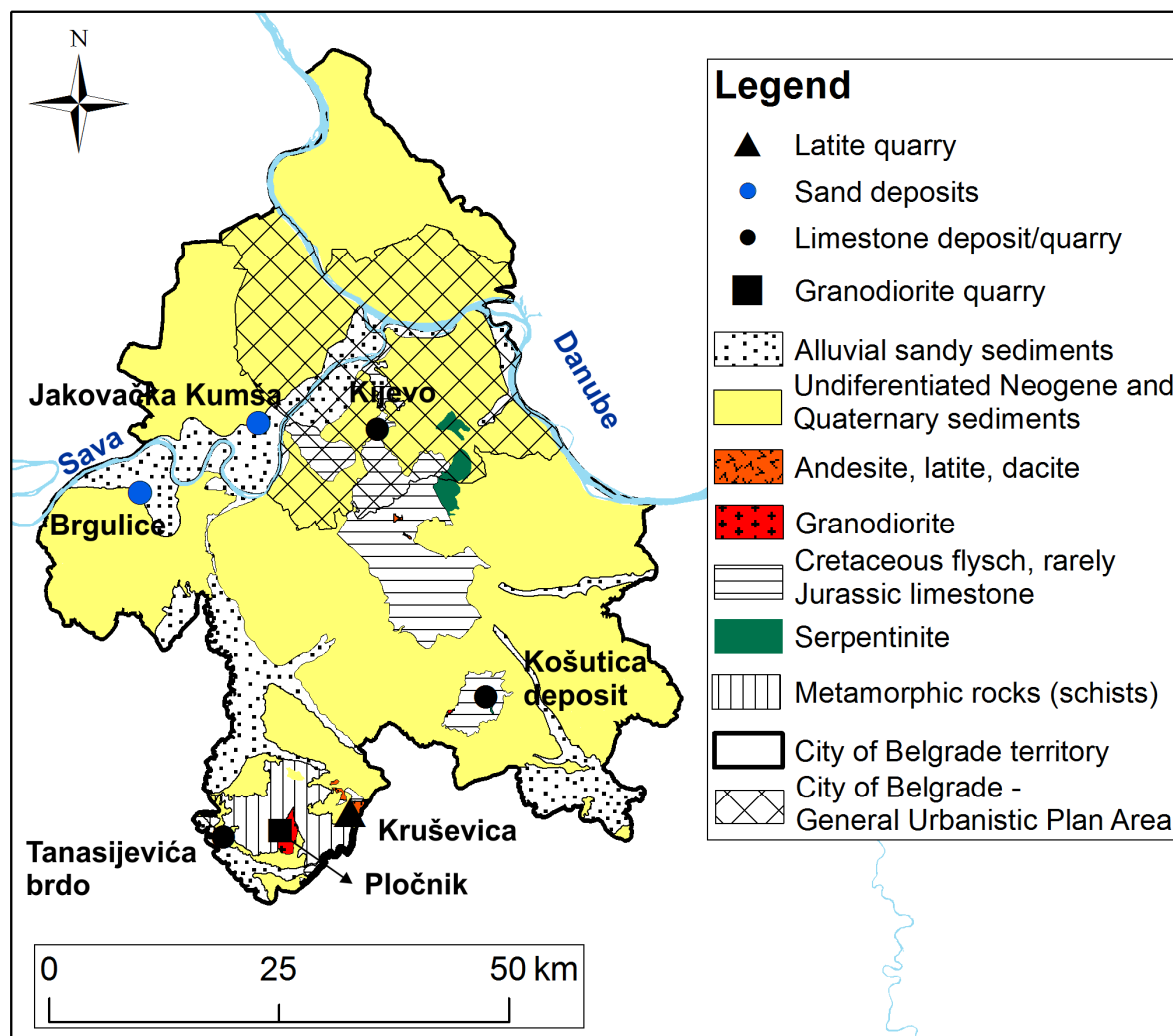 N
Jakovačka Kumša
Kijevo
Danube
Sava
Brgulice
Košutica
deposit
Kruševica
Tanasijevića
brdo
Pločnik
0 25 50 km
Legend
Latite quarry
Sand deposits
Limestone deposit/quarry
Granodiorite quarry
Alluvial sandy sediments
Undiferentiated Neogene and
Quaternary sediments
Andesite, latite, dacite
Granodiorite
Cretaceous flysch, rarely
Jurassic limestone
Serpentinite
Metamorphic rocks (schists)
City of Belgrade territory
City of Belgrade -
General Urbanistic Plan Area